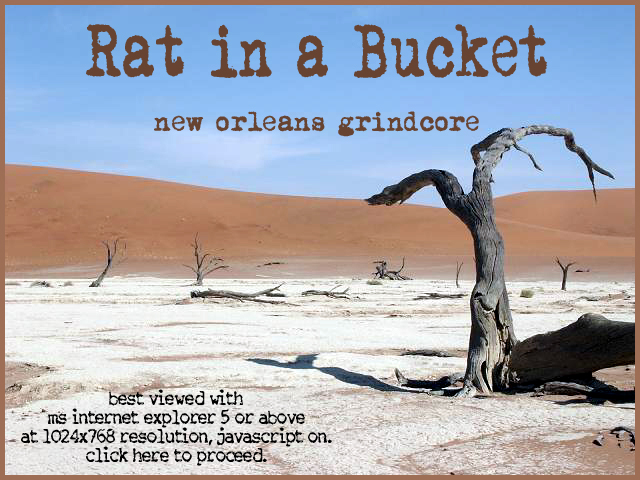 Rat in a Bucket
new orleans grindcore
best viewed with
ms internet explorer 5 or above
at 1024x768 resolution, javascript on.
click here to proceed.